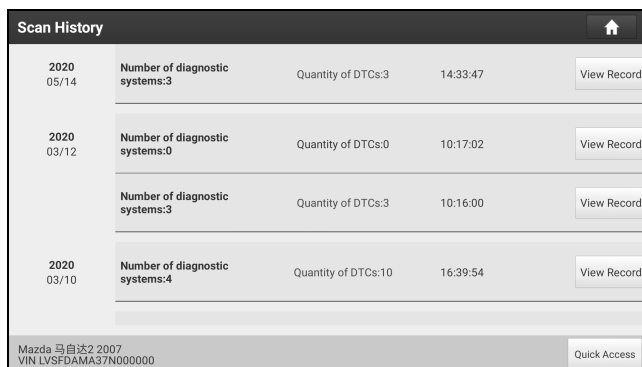 Scan History
2020
05/14
Number of diagnostic
systems:3
Quantity of DTCs:3
14:33:47
View Record
2020
03/12
Number of diagnostic
systems:0
Quantity of DTCs:0
10:17:02
View Record
Number of diagnostic
systems:3
Quantity of DTCs:3
10:16:00
View Record
2020
03/10
Number of diagnostic
systems:4
Quantity of DTCs:10
16:39:54
View Record
Mazda 马自达2 2007
VIN LVSFDAMA37N000000
Quick Access